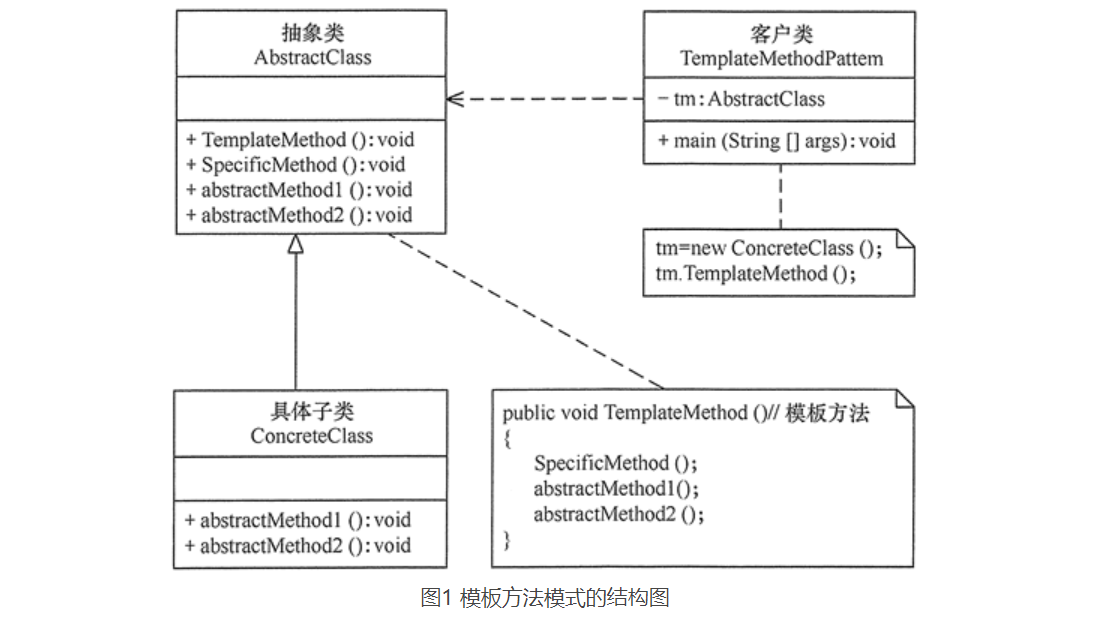 抽象类
AbstractClass
+ TemplateMethod ():void
+ SpecificMethod ():void
+ abstractMethod1 ():void
+ abstractMethod2 ():void
客户类
TemplateMethodPattem
- tm:AbstractClass
+ main (String [] args):void
tm=new ConcreteClass ();
tm.TemplateMethod ();
具体子类
ConcreteClass
+ abstractMethod1 ():void
+ abstractMethod2 ():void
public void TemplateMethod ()// 模板方法
{
SpecificMethod ();
abstractMethod1();
abstractMethod2 ();
}
图1 模板方法模式的结构图